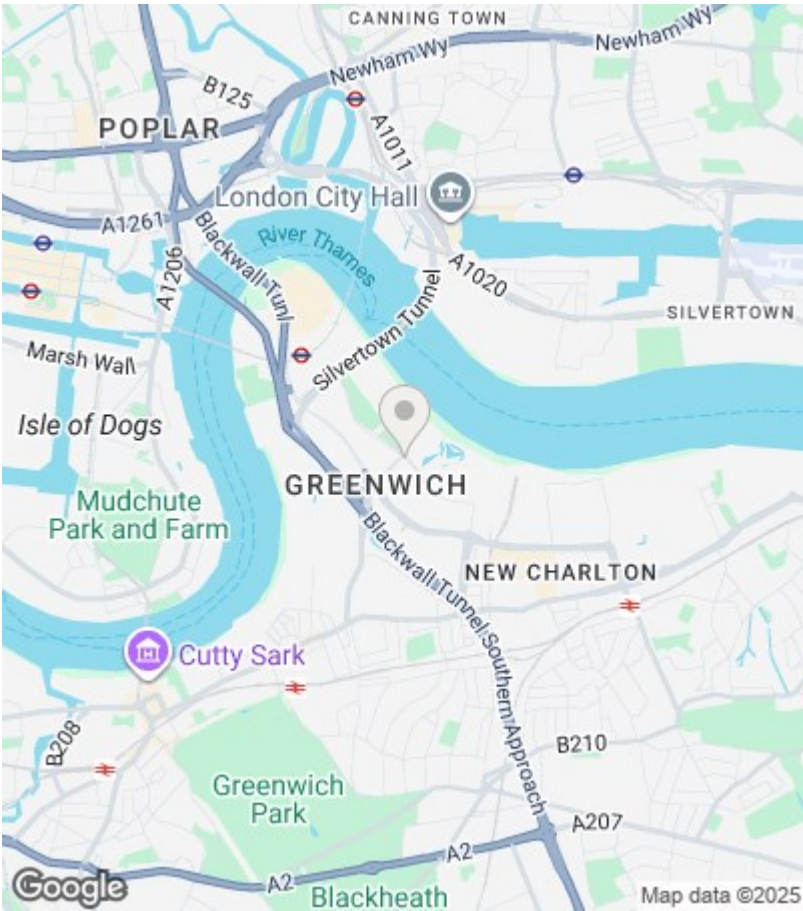 CANNING TOWN
Newham Wy
Newham Wy
B125
POPLAR
A1011
London City Hall
A1261
River Thames
Blackwall Tunl
A1206
A1020
Silvertown Tunnel
SILVERTOWN
Marsh Wall
Isle of Dogs
GREENWICH
Mudchute
Park and Farm
Blackwall Tunnel Southern Approach
NEW CHARLTON
Cutty Sark
B208
B210
Greenwich
Park
A207
A2
A2
Blackheath
Google
Map data ©2025